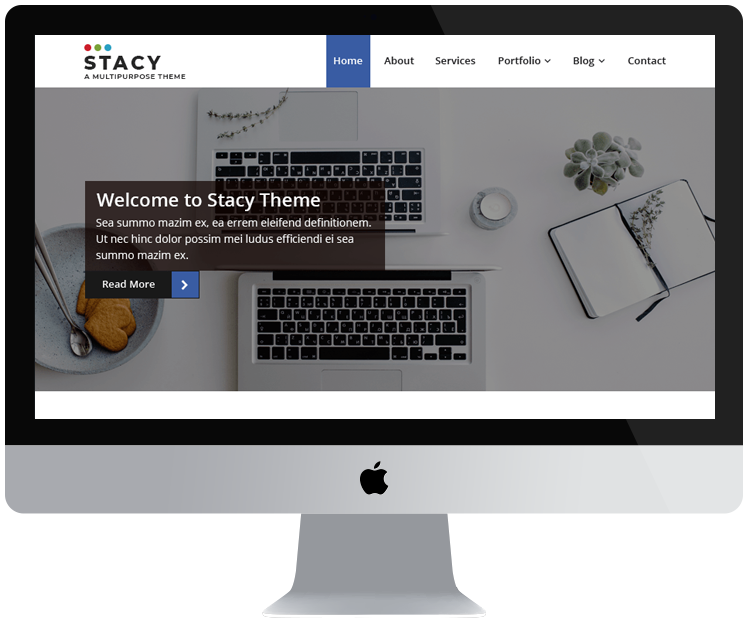 STACY
A MULTIPURPOSE THEME
Home About Services Portfolio Blog Contact
Welcome to Stacy Theme
Sea summo mazim ex, ea errem eleifend definitionem.
Ut nec hinc dolor possim mei ludus efficiendi ei sea
summo mazim ex.
Read More